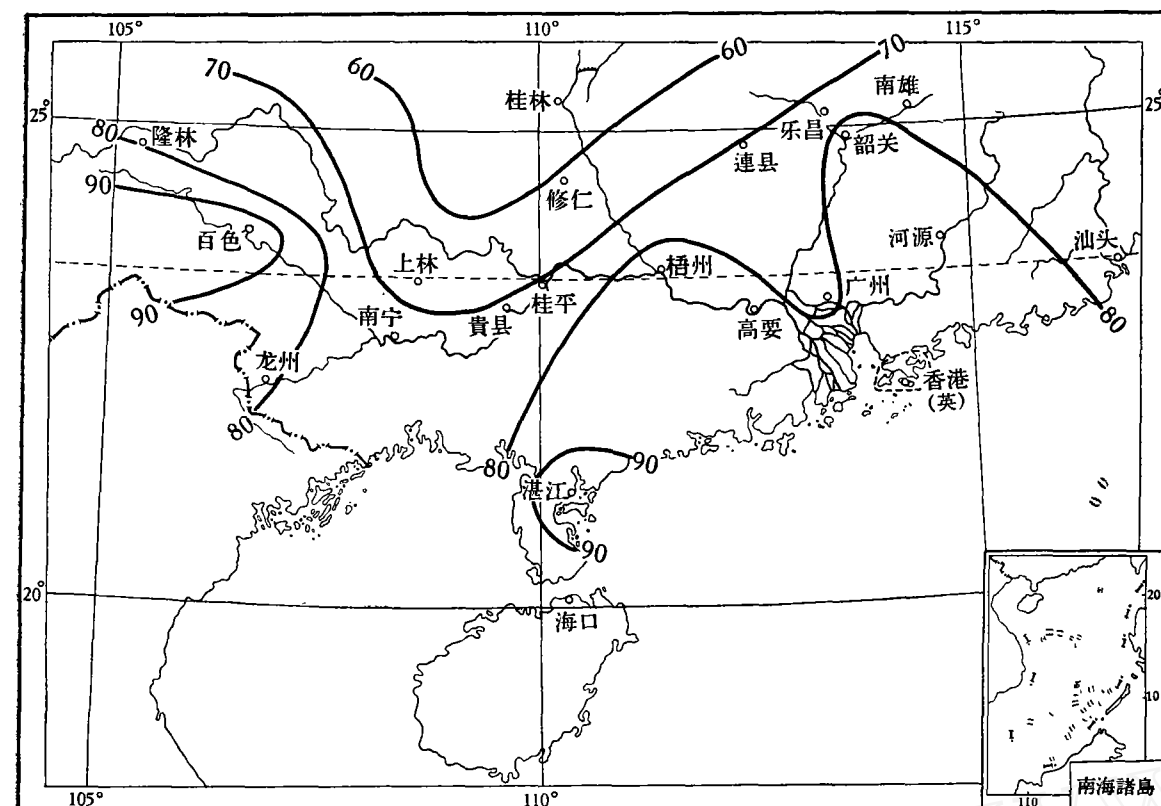 105°
110°
115°
60
70
70
60
南雄
桂林
25°
25°
乐昌
韶关
80
隆林
連县
90
修仁
河源
汕头
百色
上林
梧州
桂平
广州
90
南宁
貴县
高要
80
龙州
香港
(英)
80
80
90
湛江
90
20°
20
海口
10
南海諸島
105°
110°
110